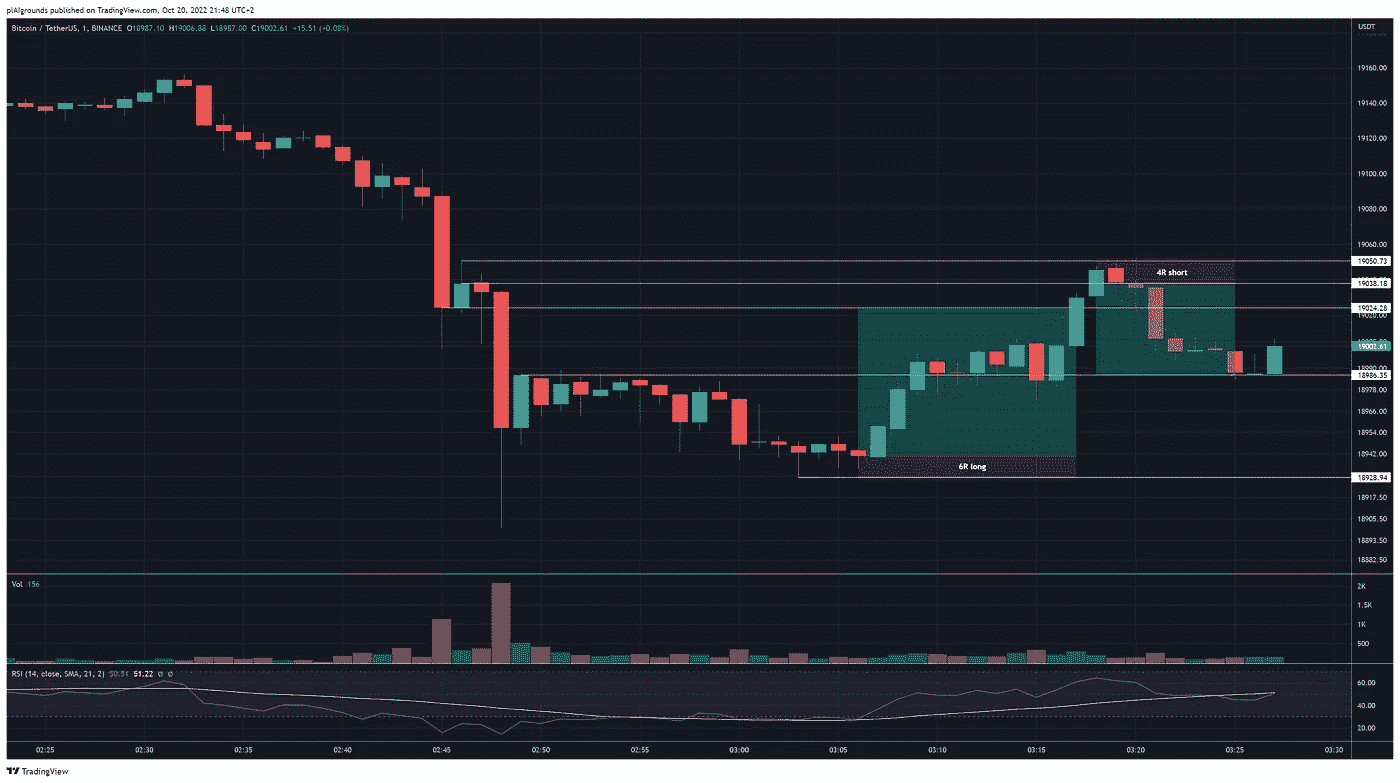 plAIgrounds published on TradingView.com, Oct 20, 2022 21:48 UTC+2
Bitcoin / TetherUS, 1, BINANCE O18987.10 H19006.88 L18987.00 C19002.61 +15.51 (+0.08%)
USDT
19160.00
19140.00
19120.00
19100.00
19080.00
19060.00
19050.73
4R short
19038.18
19024.28
19002.61
18986.35
18978.00
18966.00
18954.00
18942.00
6R long
18928.94
18917.50
18905.50
18893.50
18882.50
Vol 156
2K
1.5K
1K
500
RSI (14, close, SMA, 21, 2) 50.51 51.22 ø ø
60.00
40.00
20.00
02:25 02:30 02:35 02:40 02:45 02:50 02:55 03:00 03:05 03:10 03:15 03:20 03:25 03:30
TradingView